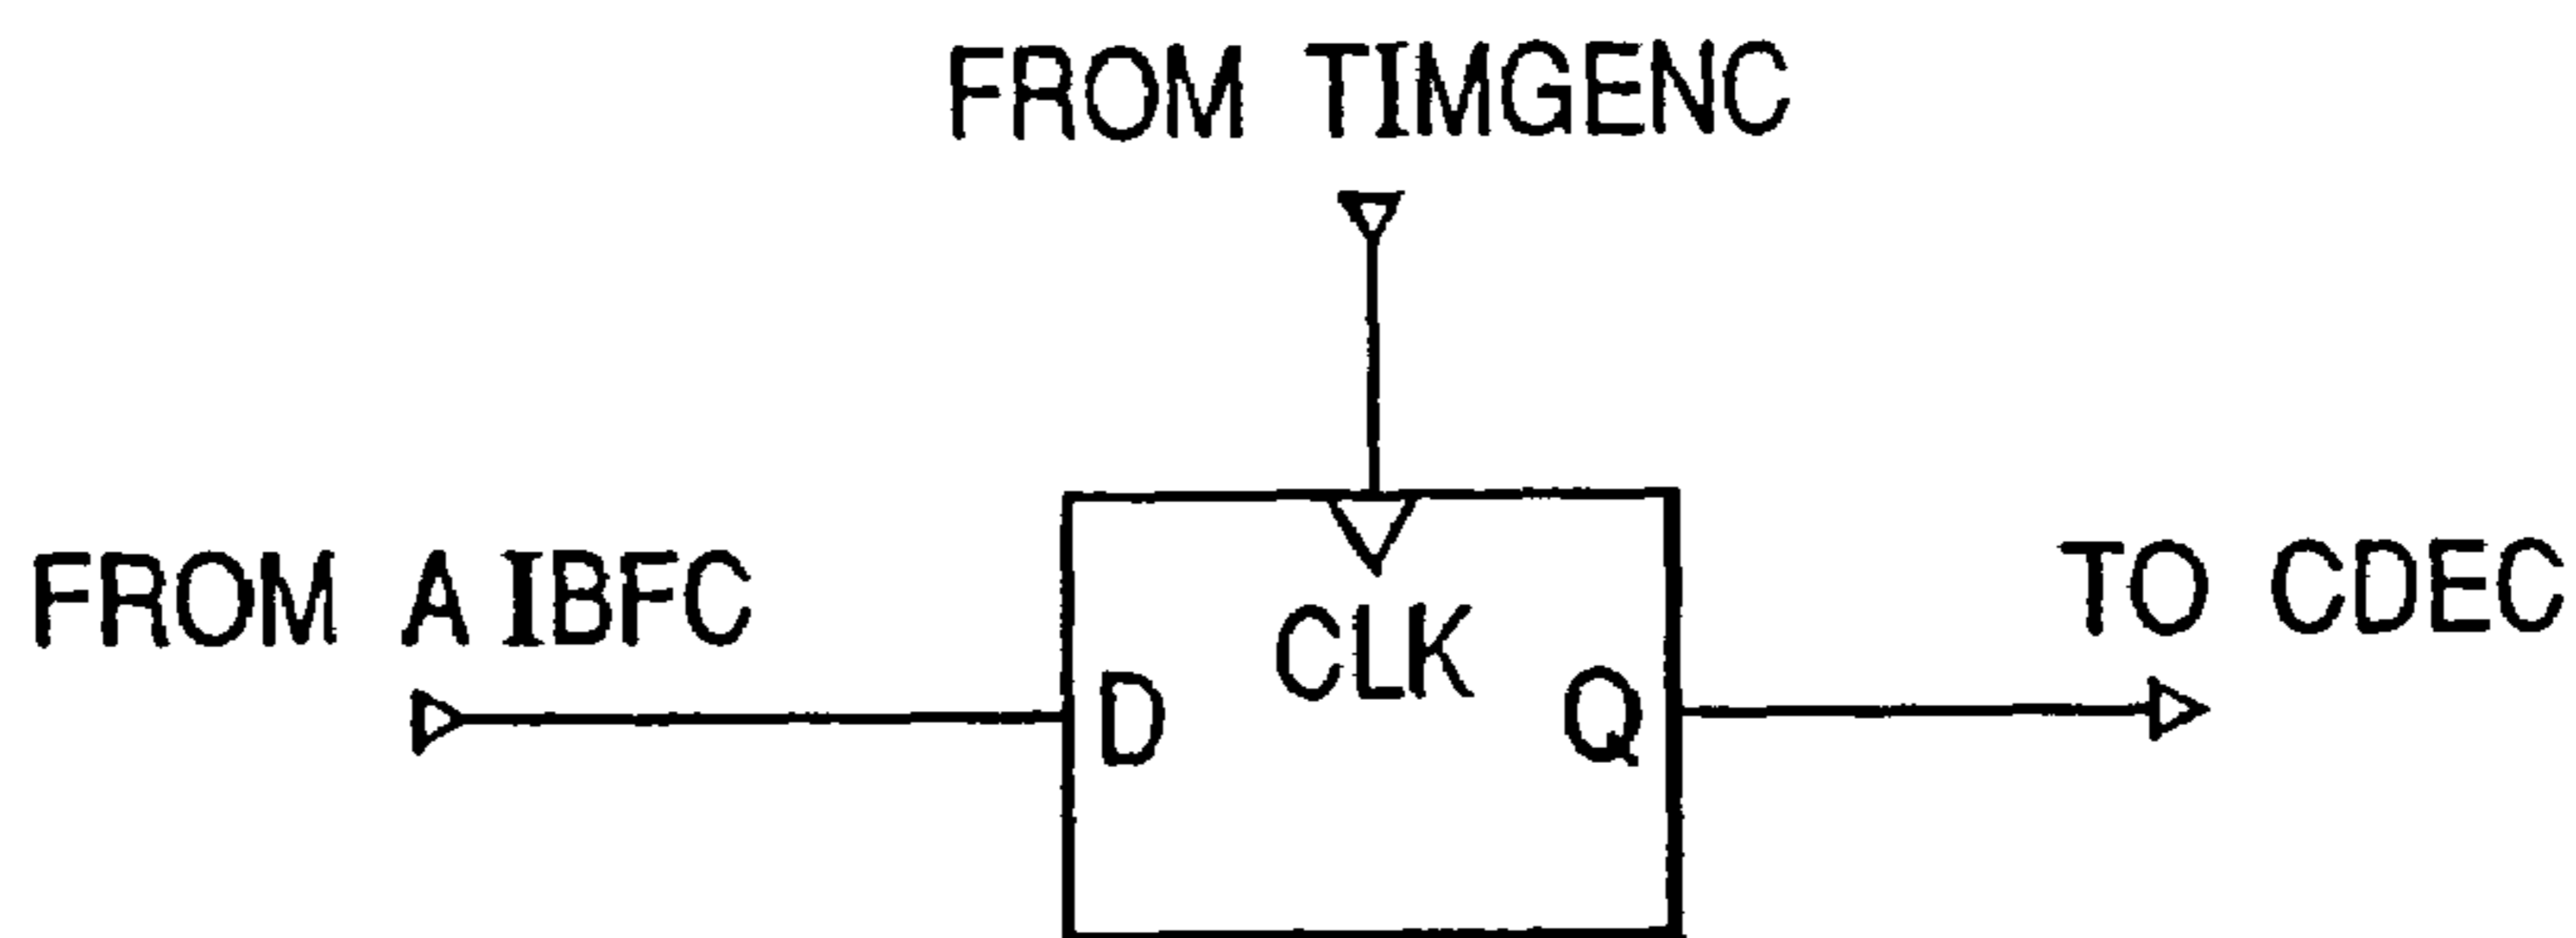 FROM TIMGENC
FROM A IBFC
TO CDEC
CLK
D
Q